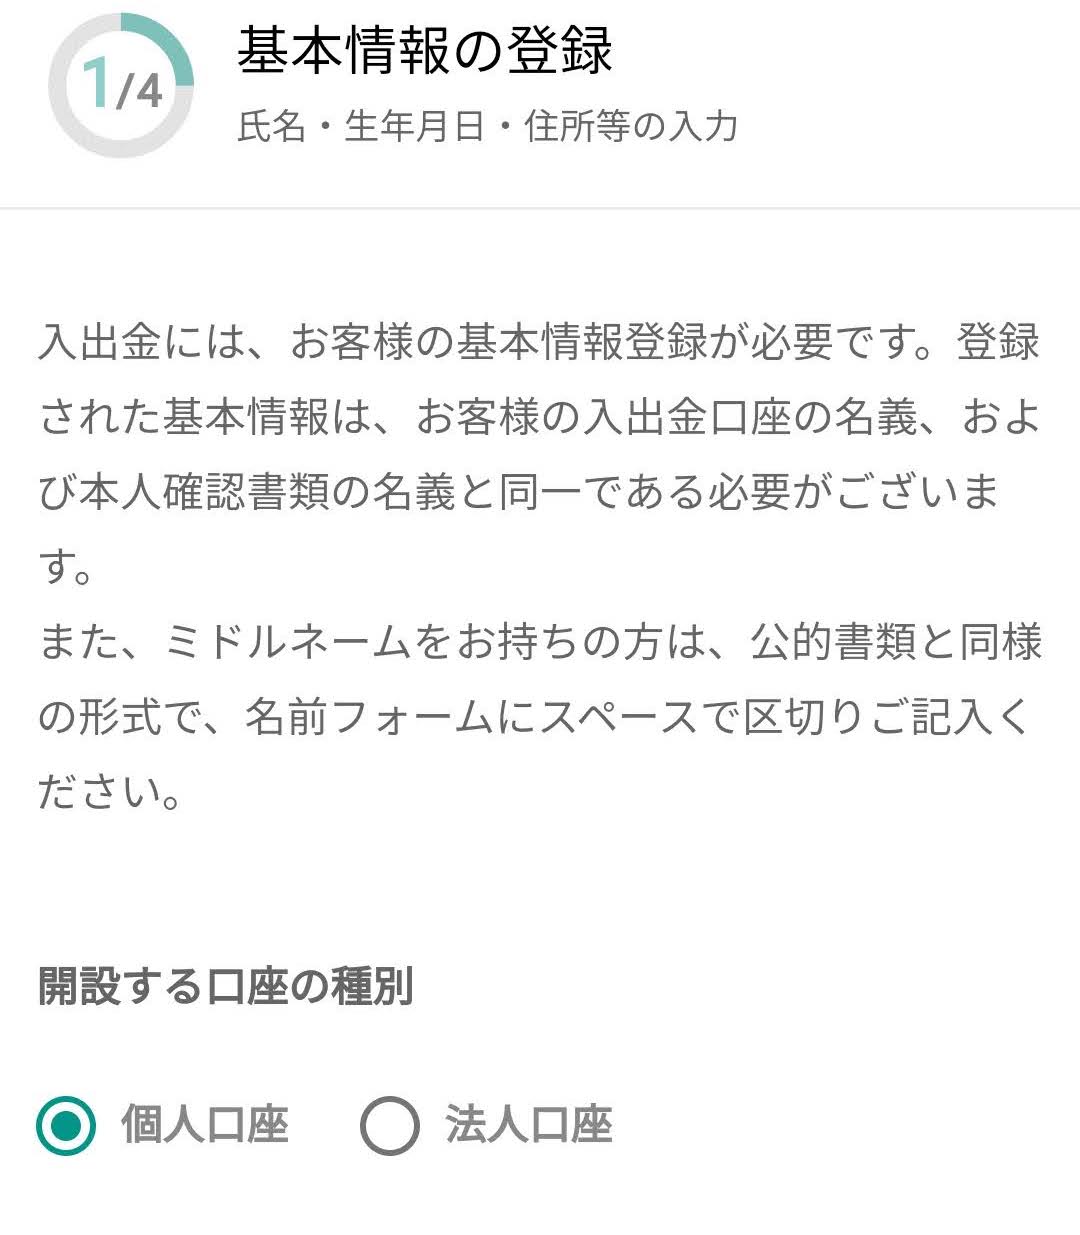 1/4
基本情報の登録
氏名・生年月日・住所等の入力
入出金には、お客様の基本情報登録が必要です。登録
された基本情報は、お客様の入出金口座の名義、およ
び本人確認書類の名義と同一である必要がございま
す。
また、ミドルネームをお持ちの方は、公的書類と同様
の形式で、名前フォームにスペースで区切りご記入く
ださい。
開設する口座の種別
個人口座 法人口座